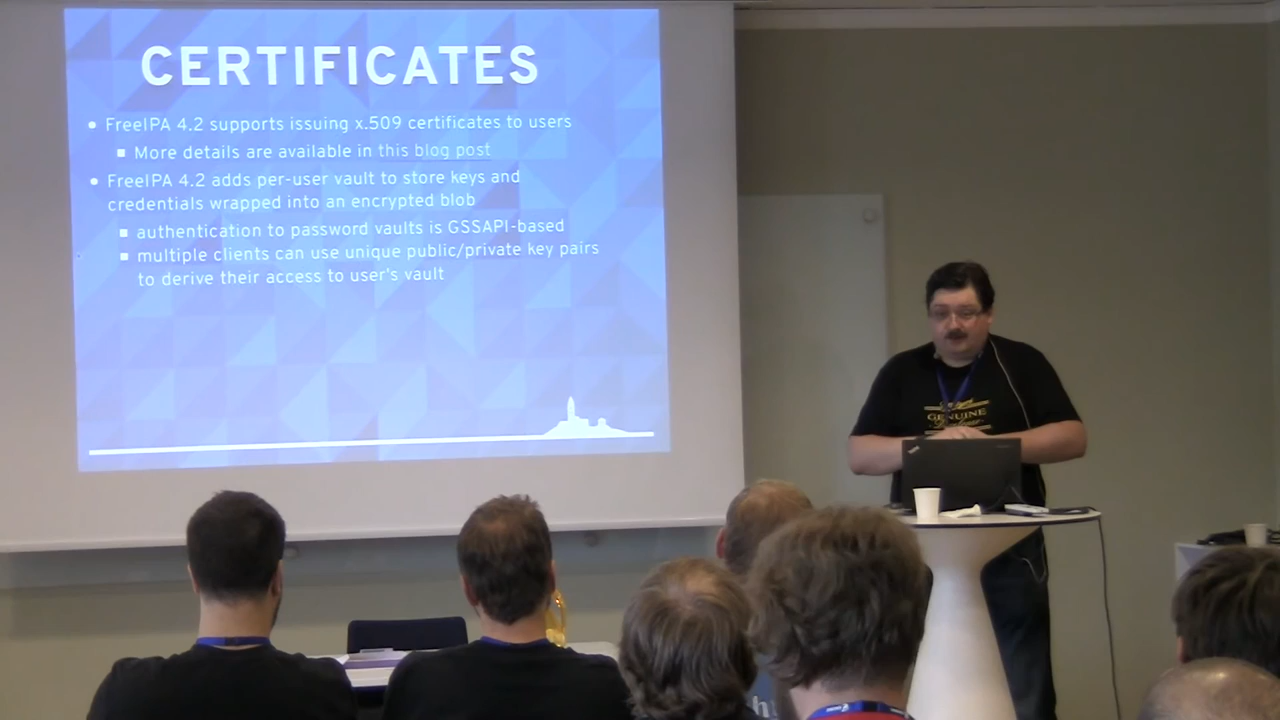 CERTIFICATES
• FreeIPA 4.2 supports issuing x.509 certificates to users
▪ More details are available in this blog post
• FreeIPA 4.2 adds per-user vault to store keys and
credentials wrapped into an encrypted blob
▪ authentication to password vaults is GSSAPI-based
▪ multiple clients can use unique public/private key pairs
to derive their access to user's vault
GENUINE